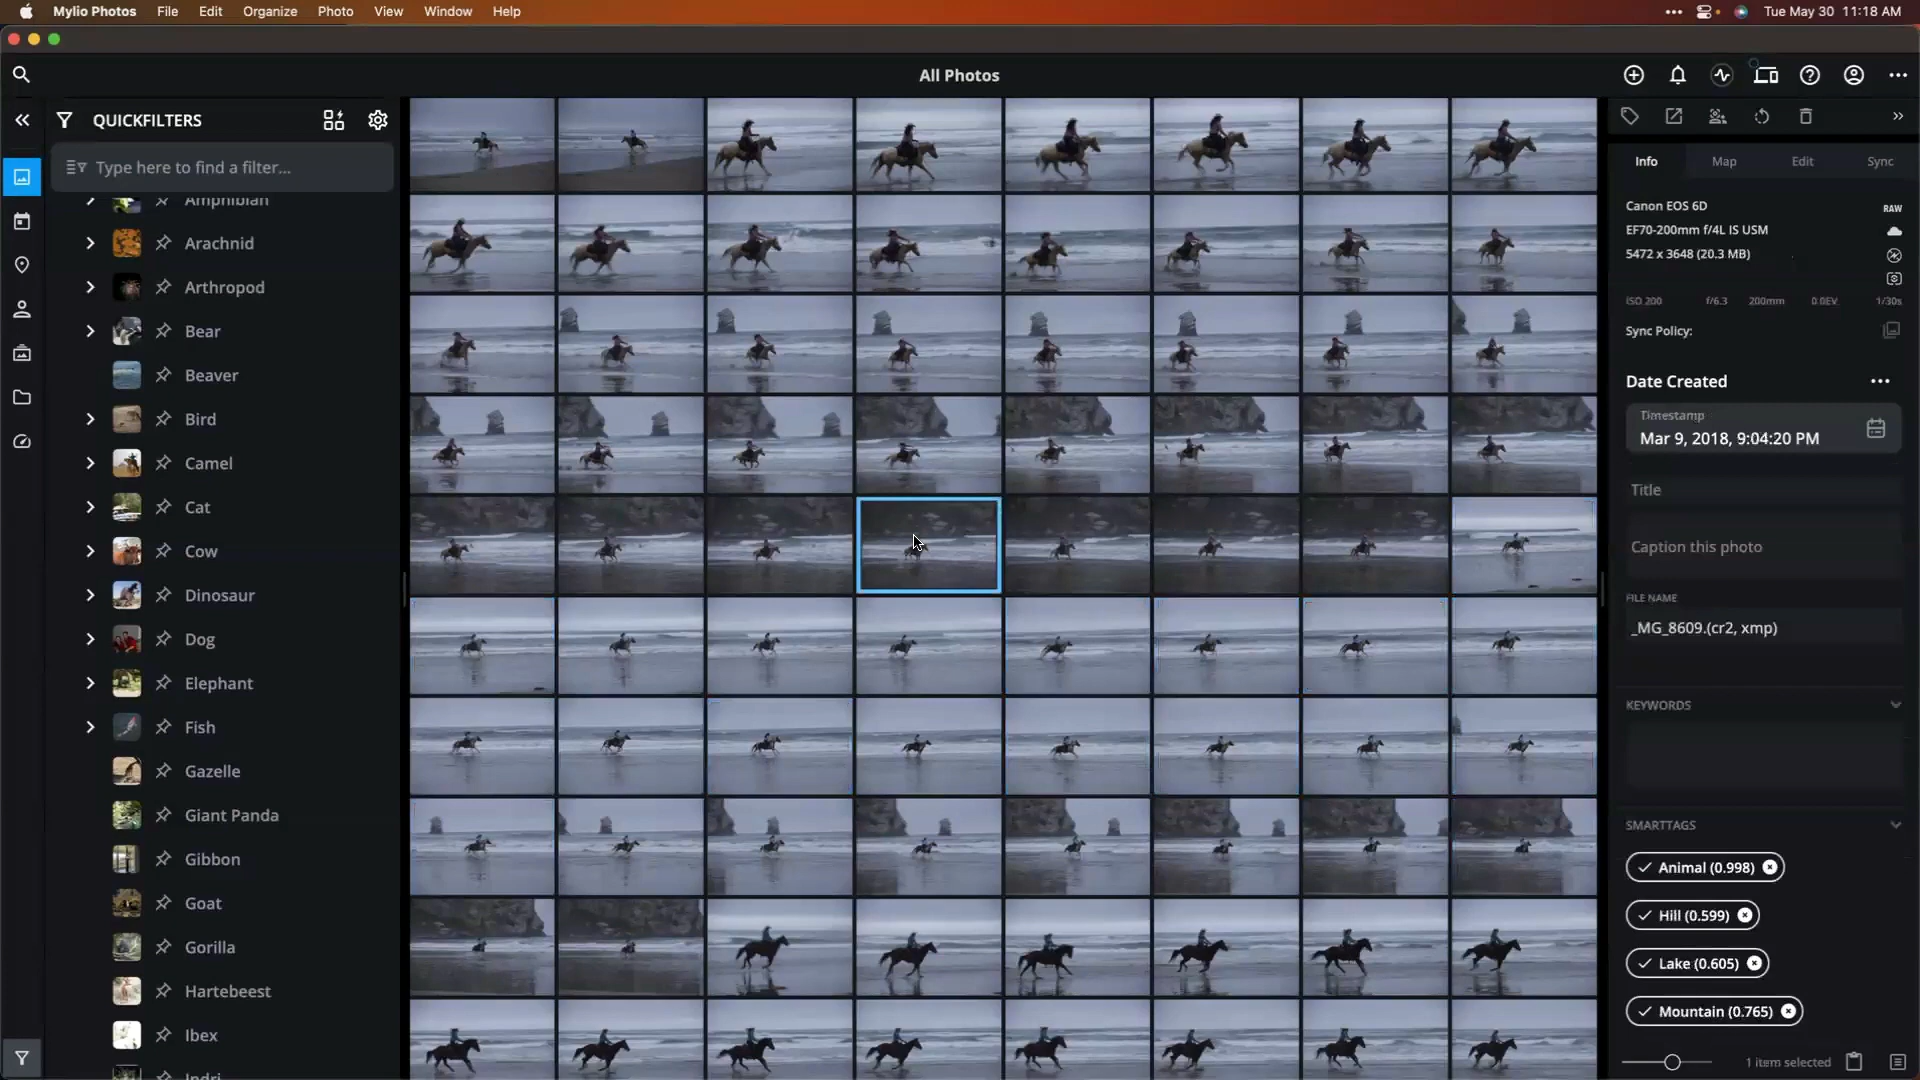 Mylio Photos File Edit Organize Photo View Window Help
Tue May 30 11:18 AM
All Photos
QUICKFILTERS
Type here to find a filter...
Amphibian
Arachnid
Arthropod
Bear
Beaver
Bird
Camel
Cat
Cow
Dinosaur
Dog
Elephant
Fish
Gazelle
Giant Panda
Gibbon
Goat
Gorilla
Hartebeest
Ibex
Indri
Info Map Edit Sync
Canon EOS 6D RAW
EF70-200mm f/4L IS USM
5472 x 3648 (20.3 MB)
ISO 200 f/6.3 200mm 0.0EV 1/30s
Sync Policy:
Date Created
Timestamp
Mar 9, 2018, 9:04:20 PM
Title
Caption this photo
FILE NAME
_MG_8609.(cr2, xmp)
KEYWORDS
SMARTTAGS
Animal (0.998)
Hill (0.599)
Lake (0.605)
Mountain (0.765)
1 item selected